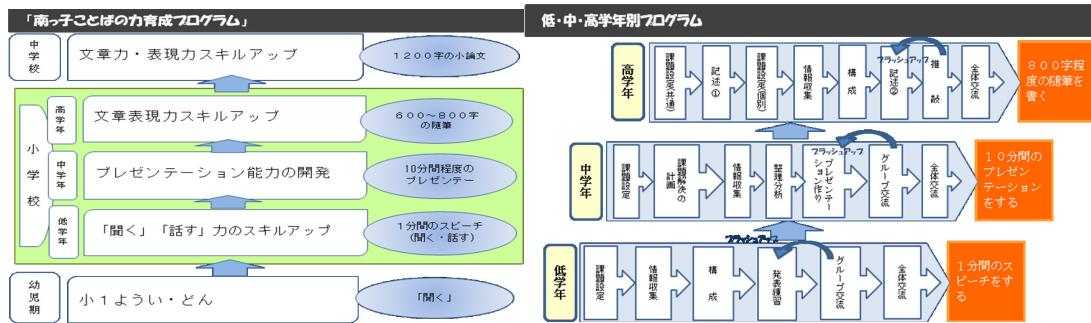 「南っ子ことばの力育成プログラム」
中学校
文章力・表現力スキルアップ
1200字の小論文
小学校
高学年
文章表現力スキルアップ
600～800字
の随筆
中学年
プレゼンテーション能力の開発
10分間程度の
プレゼンテー
低学年
「聞く」「話す」力のスキルアップ
1分間のスピーチ
(聞く・話す)
幼児期
小1ようい・どん
「聞く」
低・中・高学年別プログラム
高学年
課題設定(共通)
記述①
課題設定(個別)
情報収集
構成
記述②
ブラッシュアップ
推敲
全体交流
800字程
度の随筆を
書く
中学年
課題設定
課題解決の
計画
情報収集
整理分析
プレゼンテー
ション作り
ブラッシュアップ
グループ交流
全体交流
10分間の
プレゼン
テーション
をする
低学年
課題設定
情報収集
構成
発表練習
ブラッシュアップ
グループ交流
全体交流
1分間のス
ピーチをす
る